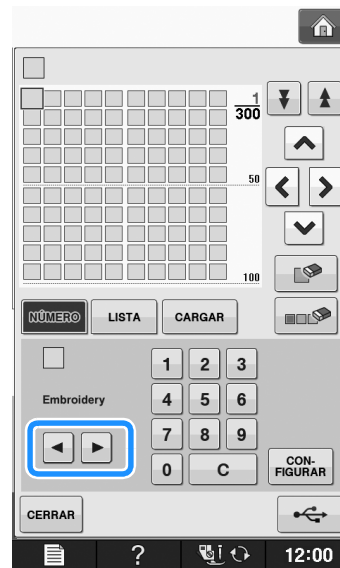 1
300
50
100
NÚMERO LISTA CARGAR
1 2 3
Embroidery 4 5 6
7 8 9
0 C CON-
FIGURAR
CERRAR
? 12:00